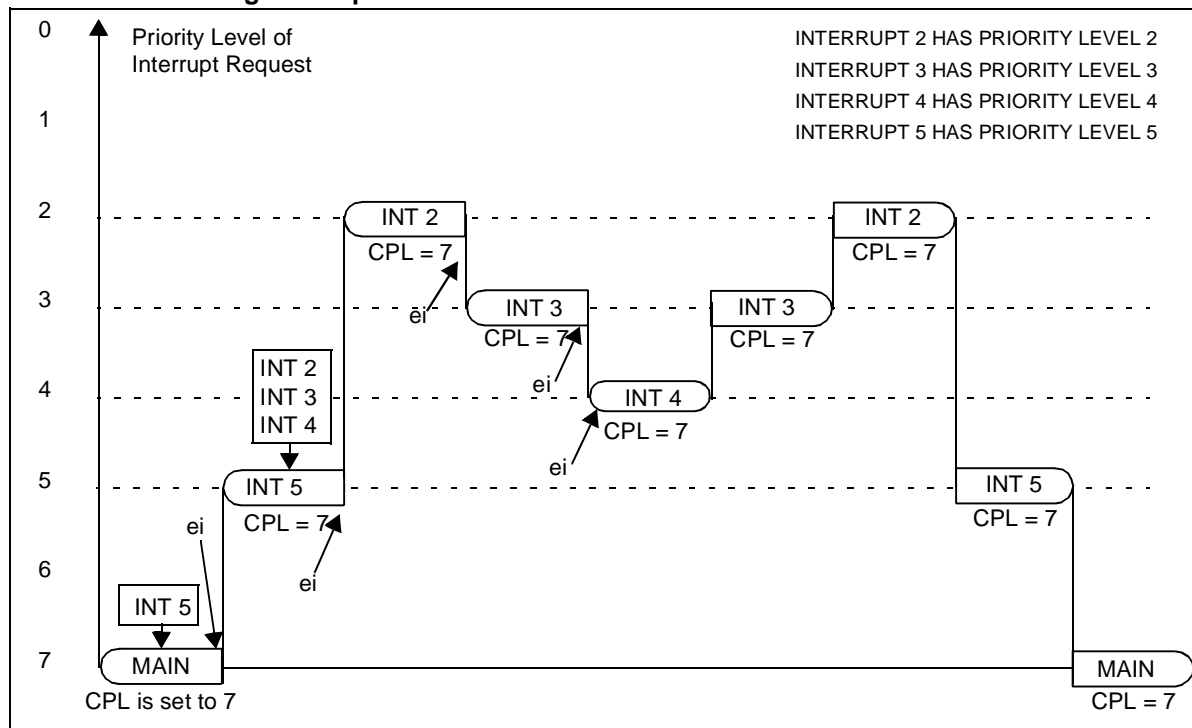 0
Priority Level of
Interrupt Request
INTERRUPT 2 HAS PRIORITY LEVEL 2
INTERRUPT 3 HAS PRIORITY LEVEL 3
INTERRUPT 4 HAS PRIORITY LEVEL 4
INTERRUPT 5 HAS PRIORITY LEVEL 5
1
2
INT 2
CPL = 7
INT 2
CPL = 7
3
ei
INT 3
CPL = 7
INT 3
CPL = 7
INT 2
INT 3
INT 4
4
ei
INT 4
CPL = 7
ei
5
INT 5
CPL = 7
INT 5
CPL = 7
ei
ei
6
INT 5
7
MAIN
CPL is set to 7
MAIN
CPL = 7